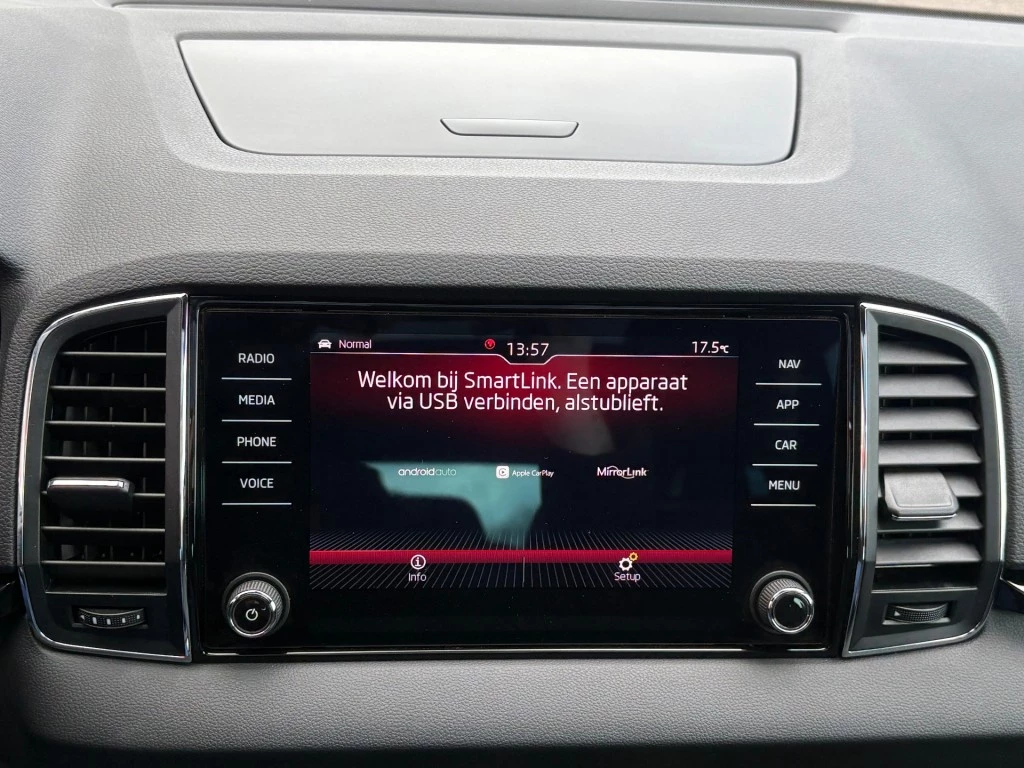 Normal
13:57
17.5°C
RADIO
MEDIA
PHONE
VOICE
Welkom bij SmartLink. Een apparaat
via USB verbinden, alstublieft.
androidauto
Apple CarPlay
MirrorLink
Info
Setup
NAV
APP
CAR
MENU